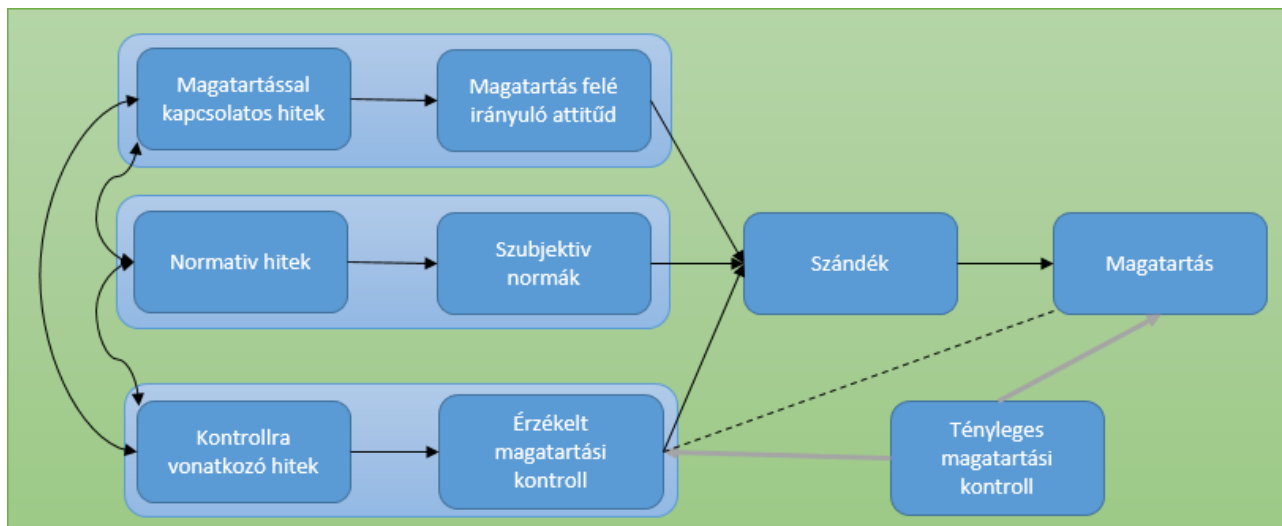 Magatartással
kapcsolatos hitek
Magatartás felé
irányuló attitűd
Normatív hitek
Szubjektív
normák
Szándék
Magatartás
Kontrollra
vonatkozó hitek
Érzékelt
magatartási
kontroll
Tényleges
magatartási
kontroll